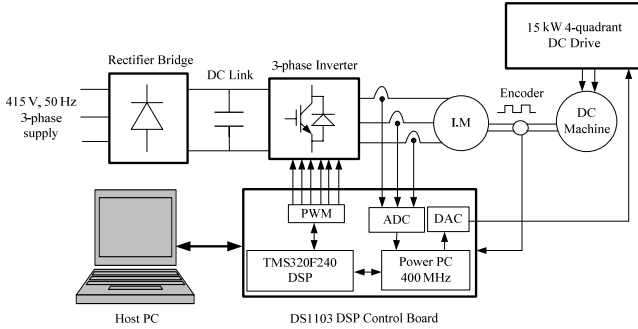 15 kW 4-quadrant
DC Drive
Rectifier Bridge
3-phase Inverter
DC Link
Encoder
415 V, 50 Hz
3-phase
supply
I.M
DC
Machine
PWM
ADC
DAC
TMS320F240
DSP
Power PC
400 MHz
Host PC
DS1103 DSP Control Board